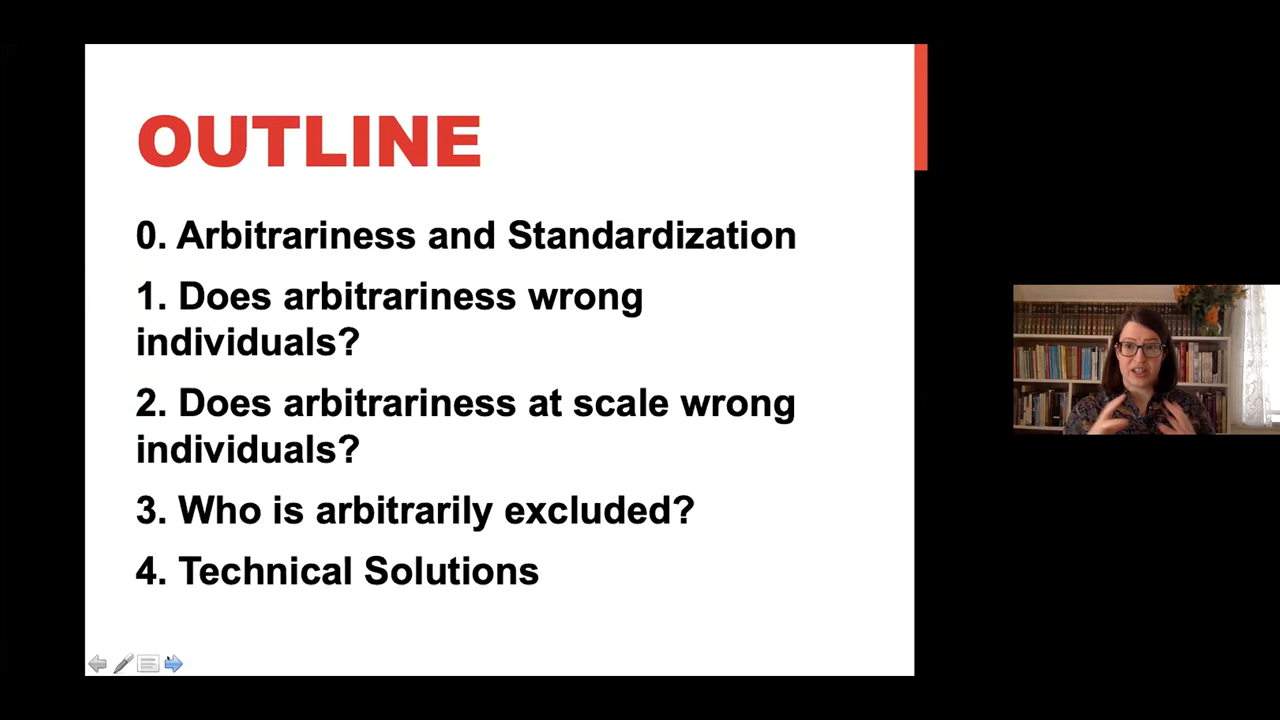 OUTLINE
0. Arbitrariness and Standardization
1. Does arbitrariness wrong
individuals?
2. Does arbitrariness at scale wrong
individuals?
3. Who is arbitrarily excluded?
4. Technical Solutions